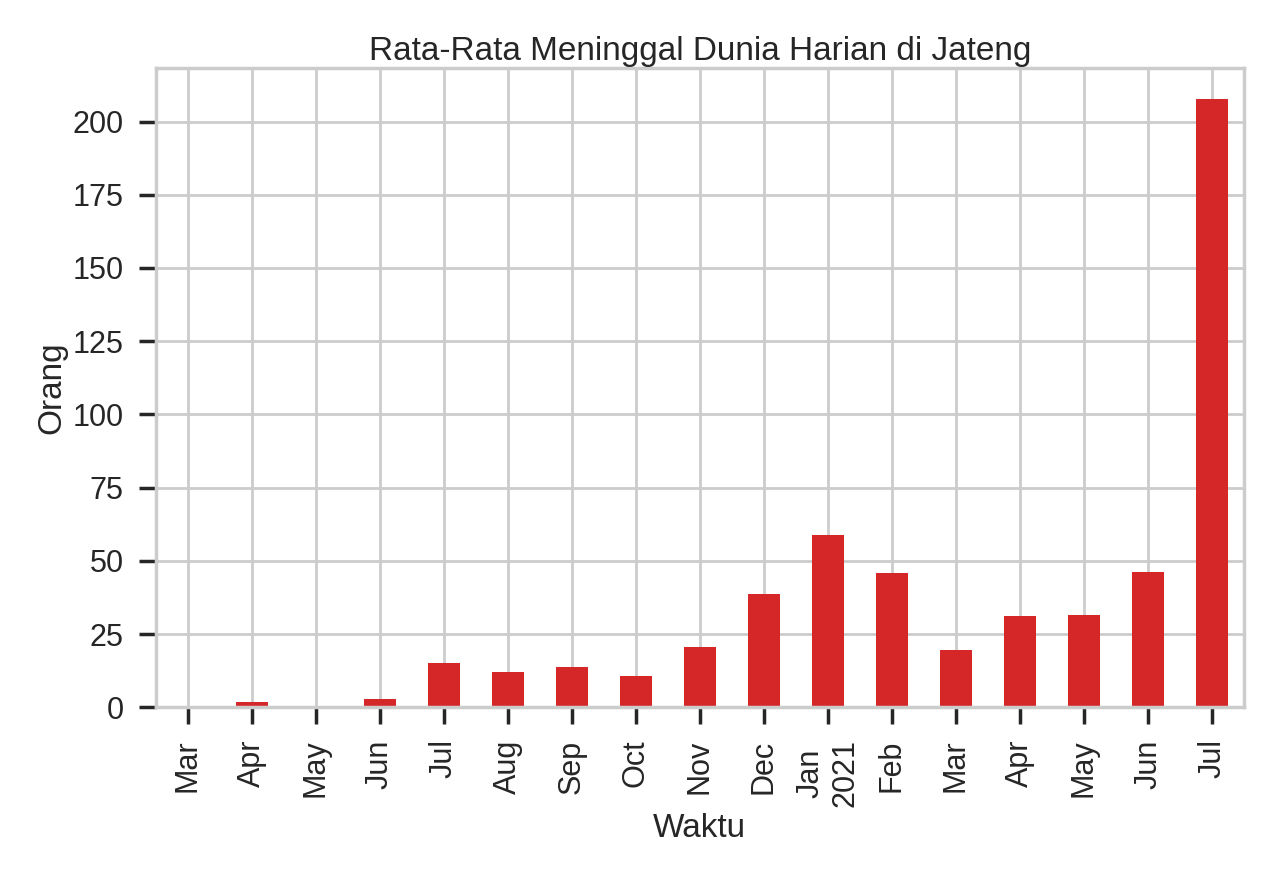 Rata-Rata Meninggal Dunia Harian di Jateng
200
175
150
125
100
75
50
25
0
Orang
Mar
Apr
May
Jun
Jul
Aug
Sep
Oct
Nov
Dec
Jan
2021
Feb
Mar
Apr
May
Jun
Jul
Waktu